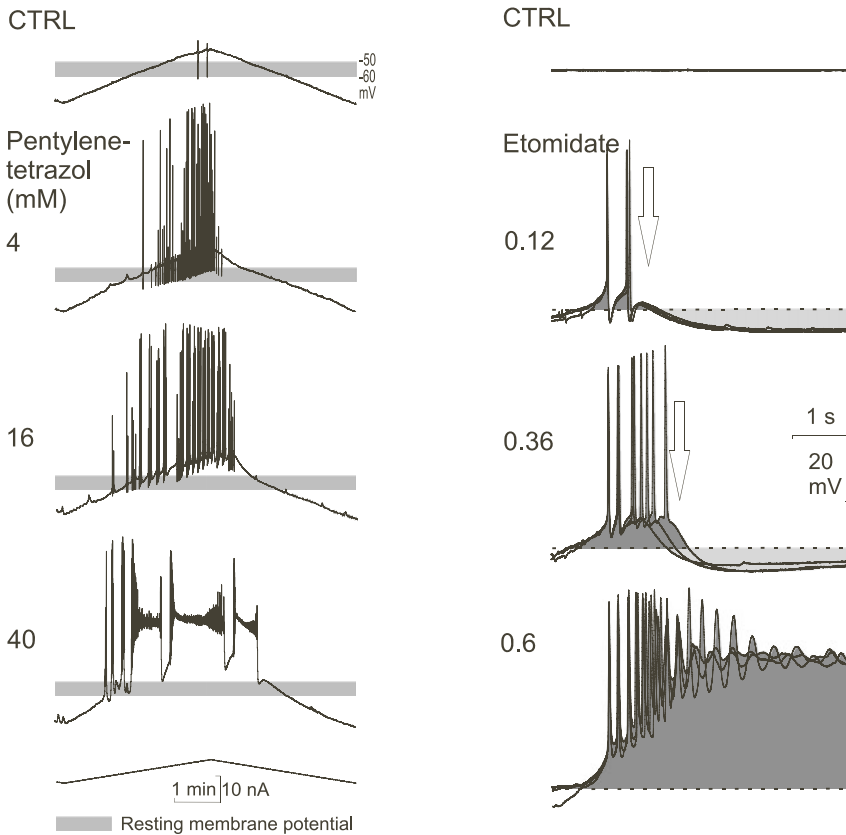 CTRL
-50
-60
mV
Pentylene-
tetrazol
(mM)
4
16
40
1 min 10 nA
Resting membrane potential
CTRL
Etomidate
0.12
0.36
1 s
20
mV
0.6